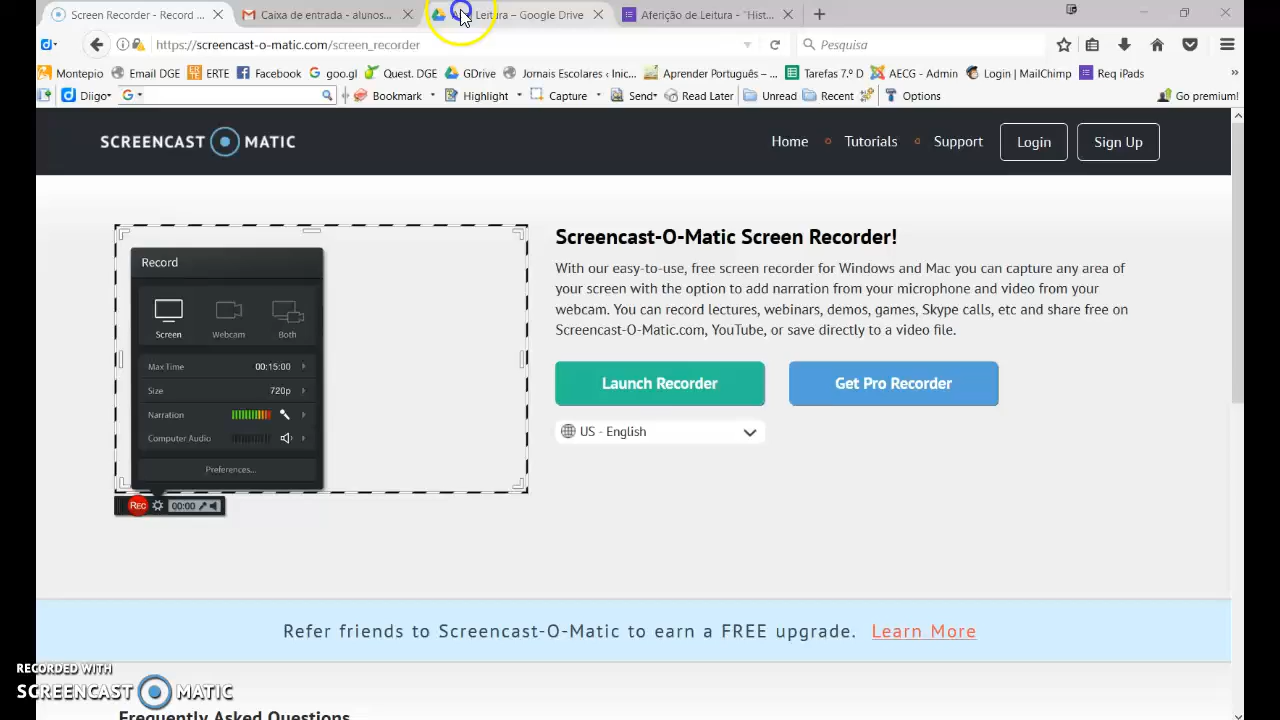 Screen Recorder - Record ...
Caixa de entrada - alunos...
Leitura – Google Drive
Aferição de Leitura - "Hist...
https://screencast-o-matic.com/screen_recorder
Pesquisa
Montepio Email DGE ERTE Facebook goo.gl Quest. DGE GDrive Jornais Escolares : Inic... Aprender Português – ... Tarefas 7.º D AECG - Admin Login | MailChimp Req iPads
Diigo Bookmark Highlight Capture Send Read Later Unread Recent Options Go premium!
SCREENCAST O MATIC
Home Tutorials Support Login Sign Up
Record
Screen Webcam Both
Max Time 00:15:00
Size 720p
Narration
Computer Audio
Preferences...
REC 00:00
Screencast-O-Matic Screen Recorder!
With our easy-to-use, free screen recorder for Windows and Mac you can capture any area of
your screen with the option to add narration from your microphone and video from your
webcam. You can record lectures, webinars, demos, games, Skype calls, etc and share free on
Screencast-O-Matic.com, YouTube, or save directly to a video file.
Launch Recorder Get Pro Recorder
US - English
Refer friends to Screencast-O-Matic to earn a FREE upgrade. Learn More
RECORDED WITH
SCREENCAST O MATIC
Frequently Asked Questions